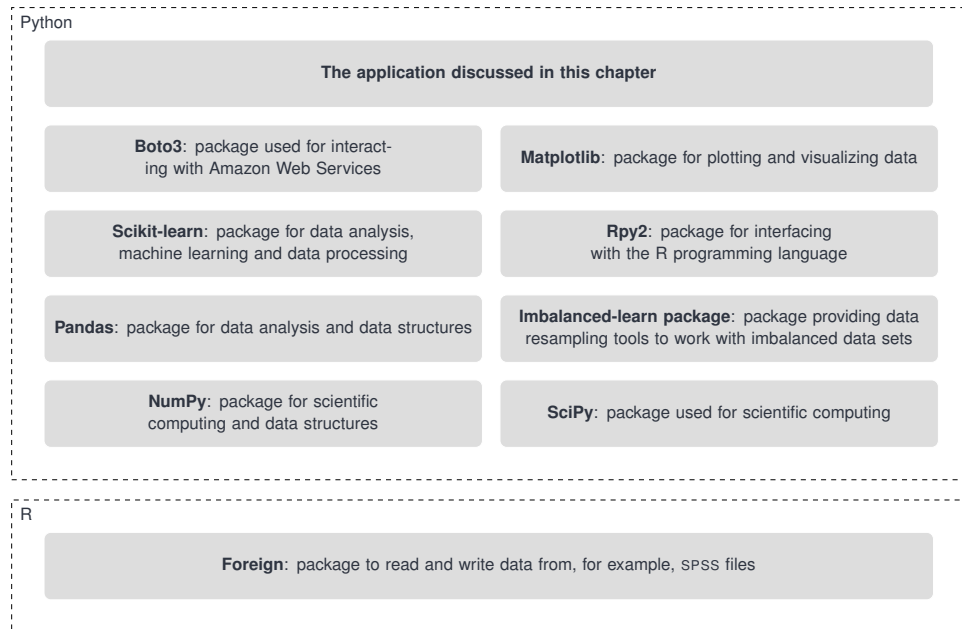 Python
The application discussed in this chapter
Boto3: package used for interact-
ing with Amazon Web Services
Matplotlib: package for plotting and visualizing data
Scikit-learn: package for data analysis,
machine learning and data processing
Rpy2: package for interfacing
with the R programming language
Pandas: package for data analysis and data structures
Imbalanced-learn package: package providing data
resampling tools to work with imbalanced data sets
NumPy: package for scientific
computing and data structures
SciPy: package used for scientific computing
R
Foreign: package to read and write data from, for example, SPSS files